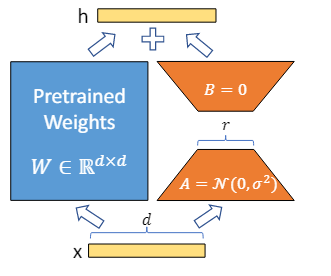 h
Pretrained
Weights
W ∈ ℝ^{d×d}
B = 0
r
A = 𝒩(0, σ²)
d
x